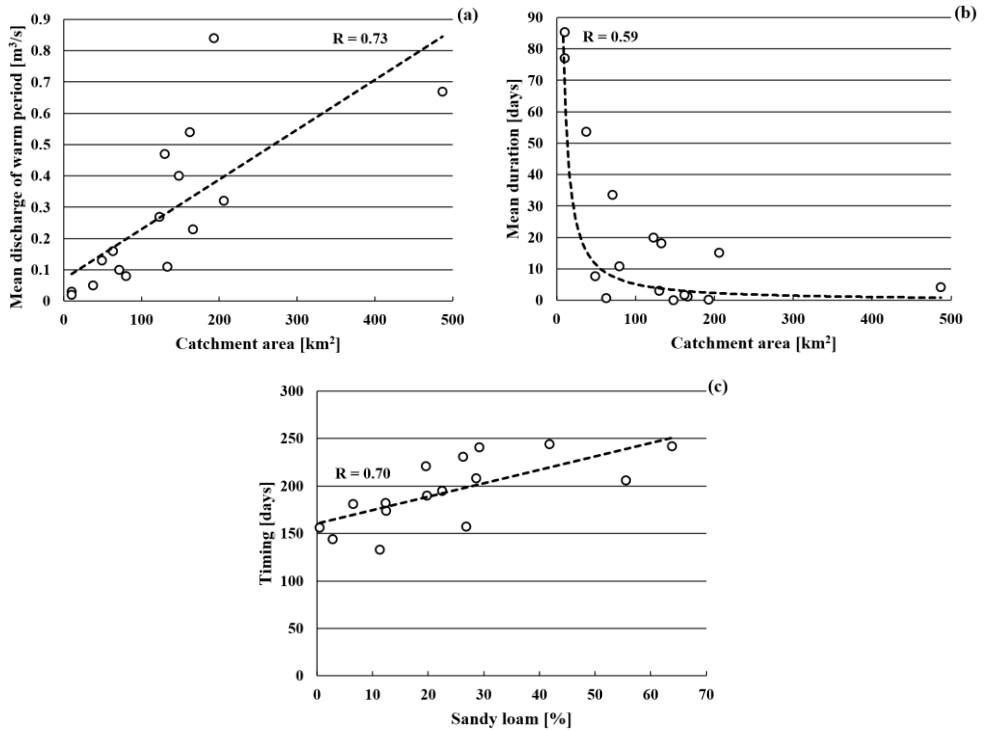 (a)
R = 0.73
Mean discharge of warm period [m³/s]
0.9
0.8
0.7
0.6
0.5
0.4
0.3
0.2
0.1
0
0 100 200 300 400 500
Catchment area [km²]
(b)
R = 0.59
Mean duration [days]
90
80
70
60
50
40
30
20
10
0
0 100 200 300 400 500
Catchment area [km²]
(c)
R = 0.70
Timing [days]
300
250
200
150
100
50
0
0 10 20 30 40 50 60 70
Sandy loam [%]